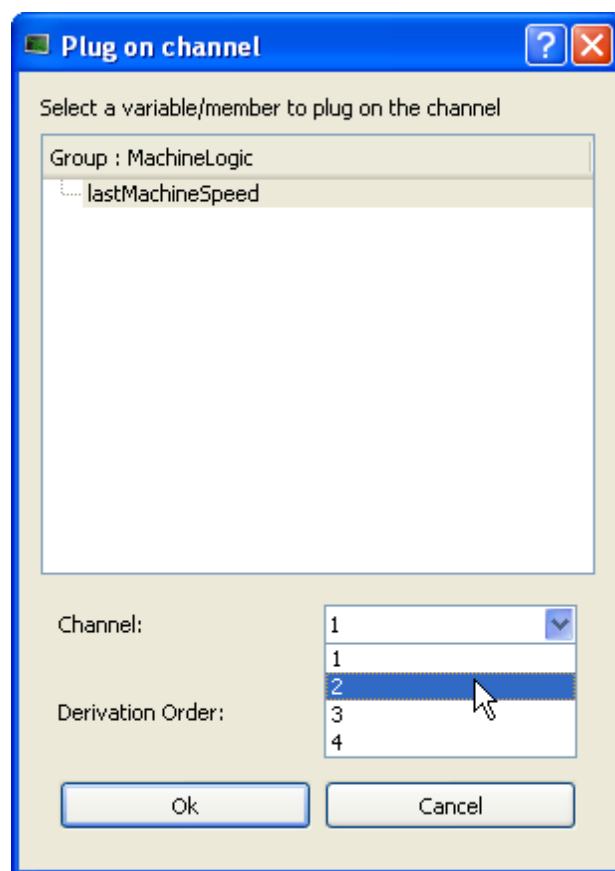 Plug on channel
Select a variable/member to plug on the channel
Group : MachineLogic
lastMachineSpeed
Channel:
1
1
2
3
4
Derivation Order:
Ok
Cancel